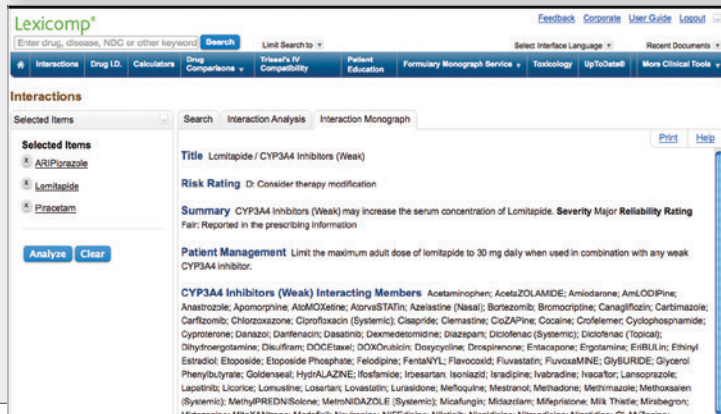 Lexicomp®
Feedback Corporate User Guide Logout
Enter drug, disease, NDC or other keyword Search Limit Search to Select Interface Language Recent Documents
Interactions Drug I.D. Calculators Drug Comparisons Trissel's IV Compatibility Patient Education Formulary Monograph Service Toxicology UpToDate® More Clinical Tools
Interactions
Selected Items
Search Interaction Analysis Interaction Monograph
Print Help
Selected Items
x ARIPiprazole
x Lomitapide
x Piracetam
Analyze Clear
Title Lomitapide / CYP3A4 Inhibitors (Weak)
Risk Rating D: Consider therapy modification
Summary CYP3A4 Inhibitors (Weak) may increase the serum concentration of Lomitapide. Severity Major Reliability Rating
Fair: Reported in the prescribing information
Patient Management Limit the maximum adult dose of lomitapide to 30 mg daily when used in combination with any weak
CYP3A4 inhibitor.
CYP3A4 Inhibitors (Weak) Interacting Members Acetaminophen; AcetaZOLAMIDE; Amiodarone; AmLODIPine;
Anastrozole; Apomorphine; AtoMOXetine; AtorvaSTATin; Azelastine (Nasal); Bortezomib; Bromocriptine; Canagliflozin; Carbimazole;
Carfilzomib; Chlorzoxazone; Ciprofloxacin (Systemic); Cisapride; Clemastine; CloZAPine; Cocaine; Crofelemer; Cyclophosphamide;
Cyproterone; Danazol; Darifenacin; Dasatinib; Dexmedetomidine; Diazepam; Diclofenac (Systemic); Diclofenac (Topical);
Dihydroergotamine; Disulfiram; DOCEtaxel; DOXOrubicin; Doxycycline; Drospirenone; Entacapone; Ergotamine; EriBULin; Ethinyl
Estradiol; Etoposide; Etoposide Phosphate; Felodipine; FentaNYL; Flavocoxid; Fluvastatin; FluvoxaMINE; GlyBURIDE; Glycerol
Phenylbutyrate; Goldenseal; HydrALAZINE; Ifosfamide; Irbesartan; Isoniazid; Isradipine; Ivabradine; Ivacaftor; Lansoprazole;
Lapatinib; Licorice; Lomustine; Losartan; Lovastatin; Lurasidone; Mefloquine; Mestranol; Methadone; Methimazole; Methoxsalen
(Systemic); MethylPREDNISolone; MetroNIDAZOLE (Systemic); Micafungin; Midazolam; Mifepristone; Milk Thistle; Mirabegron;